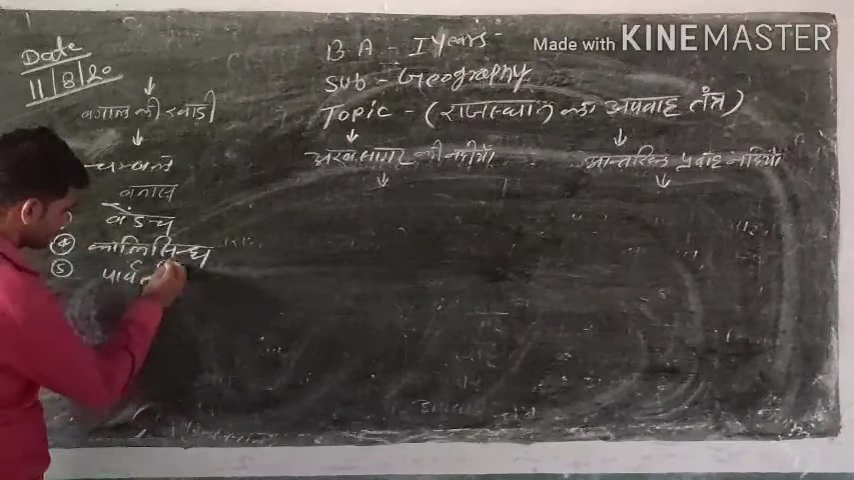 Made with KINEMASTER
Date
11/8/20
B.A - I Years
Sub - Geography
Topic - (राजस्थान का अपवाह तंत्र)
बंगाल की खाड़ी
अरब सागर की नदीयाँ
आन्तरिक प्रवाह नदियाँ
चम्बल
बनास
④ कालिसिन्ध
⑤ पार्व